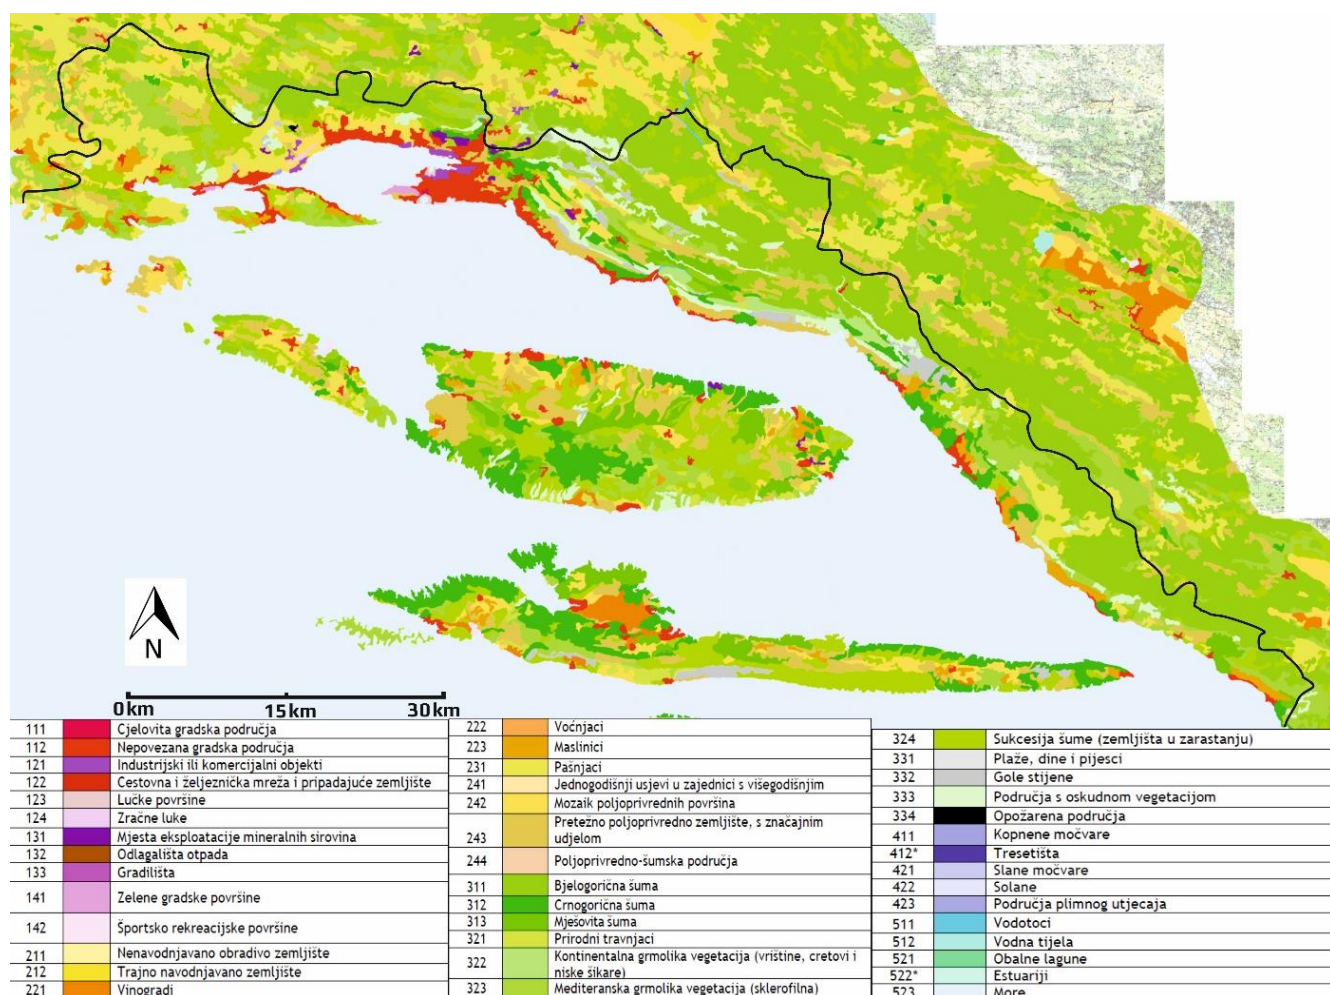 N
0km 15km 30km
111 Cjelovita gradska područja
112 Nepovezana gradska područja
121 Industrijski ili komercijalni objekti
122 Cestovna i željeznička mreža i pripadajuće zemljište
123 Lučke površine
124 Zračne luke
131 Mjesta eksploatacije mineralnih sirovina
132 Odlagališta otpada
133 Gradilišta
141 Zelene gradske površine
142 Športsko rekreacijske površine
211 Nenavodnjavano obradivo zemljište
212 Trajno navodnjavano zemljište
221 Vinogradi
222 Voćnjaci
223 Maslinici
231 Pašnjaci
241 Jednogodišnji usjevi u zajednici s višegodišnjim
242 Mozaik poljoprivrednih površina
Pretežno poljoprivredno zemljište, s značajnim
243 udjelom
244 Poljoprivredno-šumska područja
311 Bjelogorična šuma
312 Crnogorična šuma
313 Mješovita šuma
321 Prirodni travnjaci
322 Kontinentalna grmolika vegetacija (vrištine, cretovi i
niske šikare)
323 Mediteranska grmolika vegetacija (sklerofilna)
324 Sukcesija šume (zemljišta u zarastanju)
331 Plaže, dine i pijesci
332 Gole stijene
333 Područja s oskudnom vegetacijom
334 Opožarena područja
411 Kopnene močvare
412* Tresetišta
421 Slane močvare
422 Solane
423 Područja plimnog utjecaja
511 Vodotoci
512 Vodna tijela
521 Obalne lagune
522* Estuariji
523 More